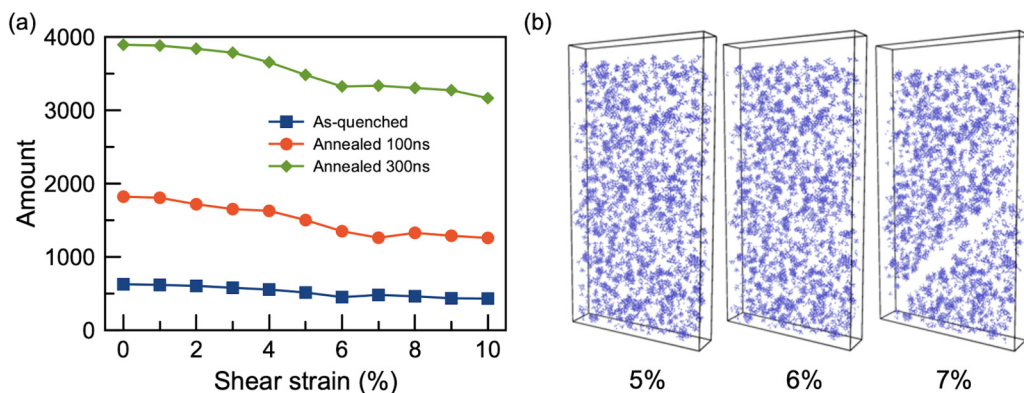 (a)
4000
3000
2000
1000
0
Amount
As-quenched
Annealed 100ns
Annealed 300ns
0 2 4 6 8 10
Shear strain (%)
(b)
5% 6% 7%